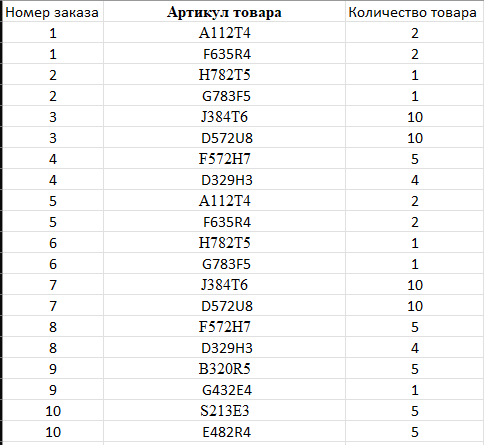 Номер заказа Артикул товара Количество товара
1 A112T4 2
1 F635R4 2
2 H782T5 1
2 G783F5 1
3 J384T6 10
3 D572U8 10
4 F572H7 5
4 D329H3 4
5 A112T4 2
5 F635R4 2
6 H782T5 1
6 G783F5 1
7 J384T6 10
7 D572U8 10
8 F572H7 5
8 D329H3 4
9 B320R5 5
9 G432E4 1
10 S213E3 5
10 E482R4 5